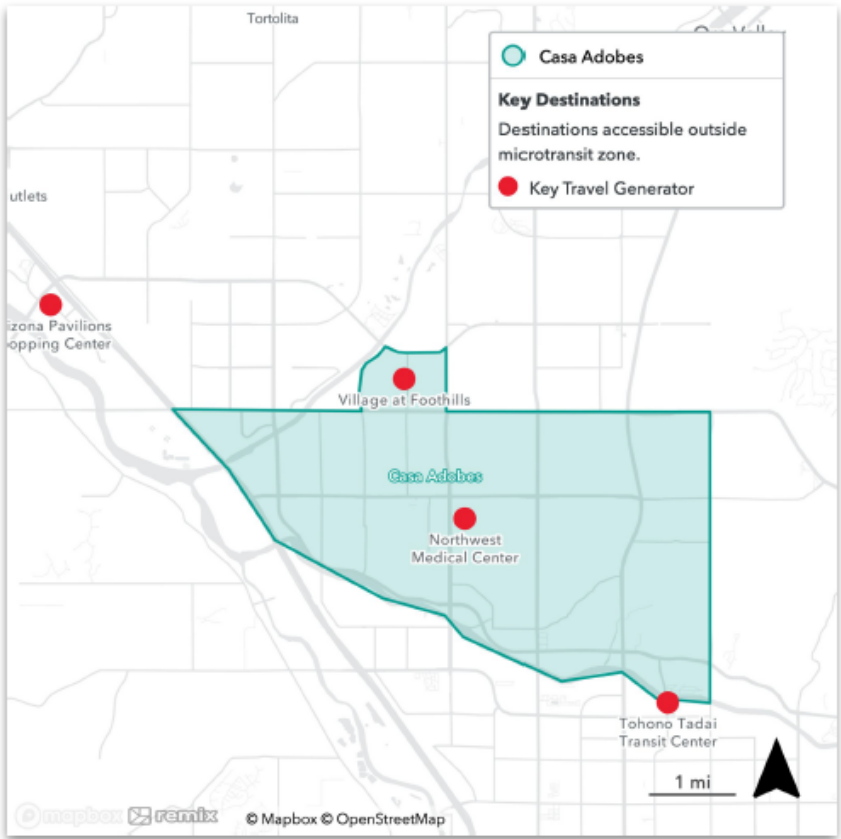 Tortolita
Casa Adobes
Key Destinations
Destinations accessible outside
microtransit zone.
Key Travel Generator
utlets
izona Pavilions
opping Center
Village at Foothills
Casa Adobes
Northwest
Medical Center
Tohono Tadai
Transit Center
1 mi
mapbox remix © Mapbox © OpenStreetMap